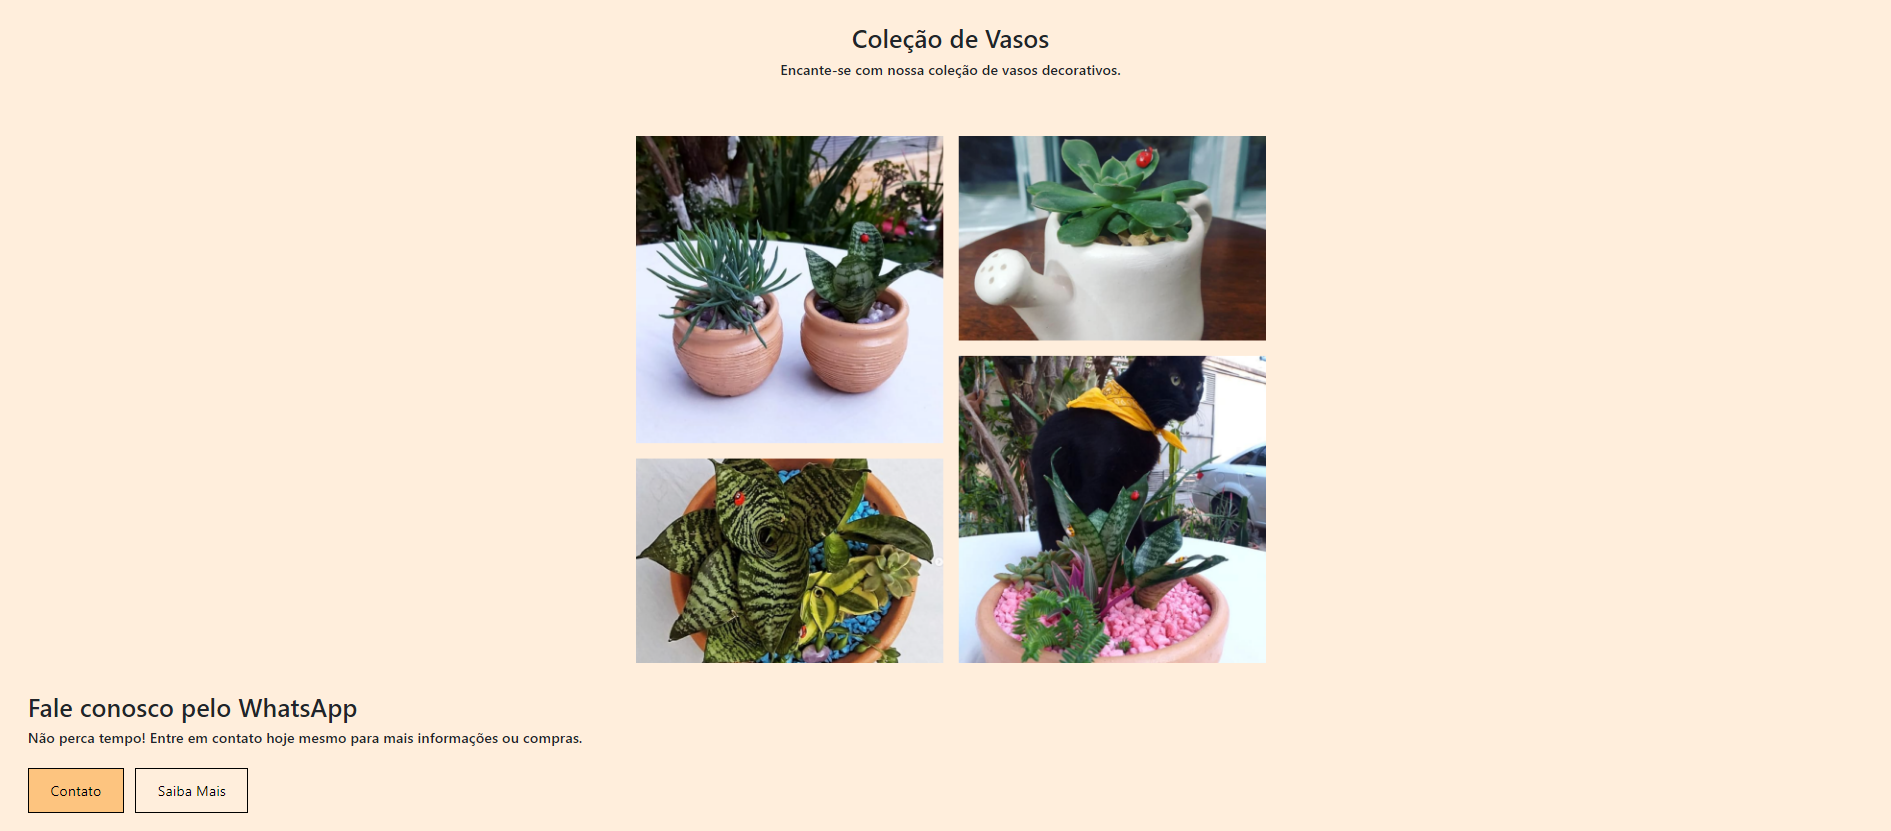 Coleção de Vasos
Encante-se com nossa coleção de vasos decorativos.
Fale conosco pelo WhatsApp
Não perca tempo! Entre em contato hoje mesmo para mais informações ou compras.
Contato
Saiba Mais